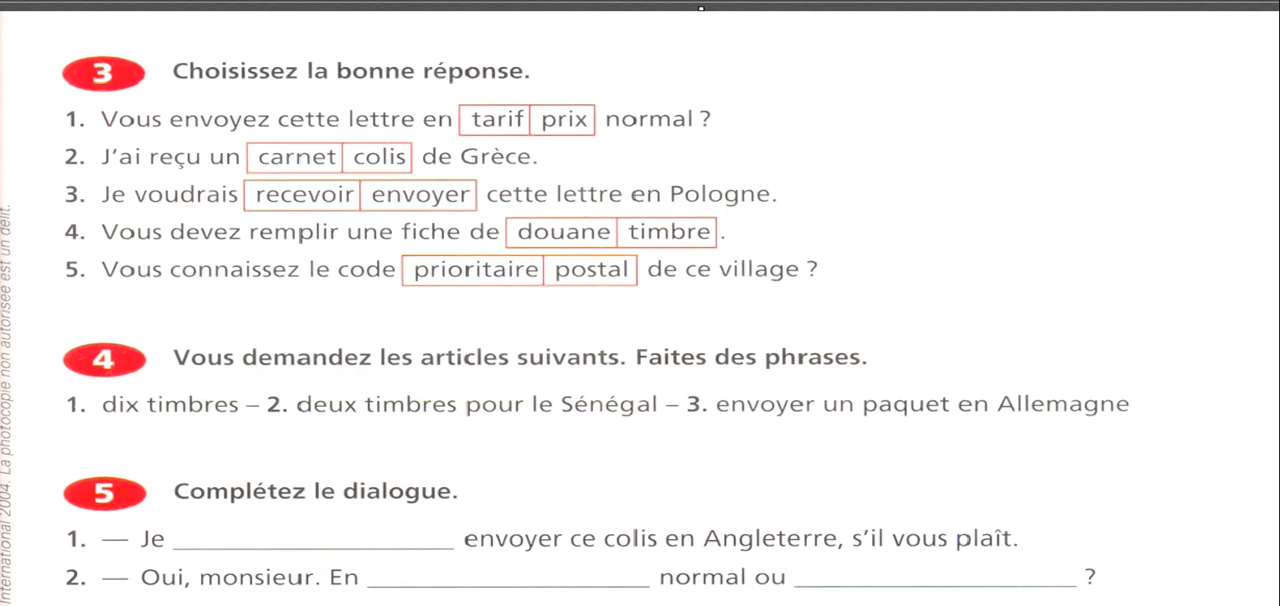 3 Choisissez la bonne réponse.
1. Vous envoyez cette lettre en tarif prix normal ?
2. J'ai reçu un carnet colis de Grèce.
3. Je voudrais recevoir envoyer cette lettre en Pologne.
4. Vous devez remplir une fiche de douane timbre .
5. Vous connaissez le code prioritaire postal de ce village ?
4 Vous demandez les articles suivants. Faites des phrases.
1. dix timbres – 2. deux timbres pour le Sénégal – 3. envoyer un paquet en Allemagne
5 Complétez le dialogue.
1. — Je ____________ envoyer ce colis en Angleterre, s'il vous plaît.
2. — Oui, monsieur. En ____________ normal ou ____________ ?
International 2004. La photocopie non autorisée est un délit.